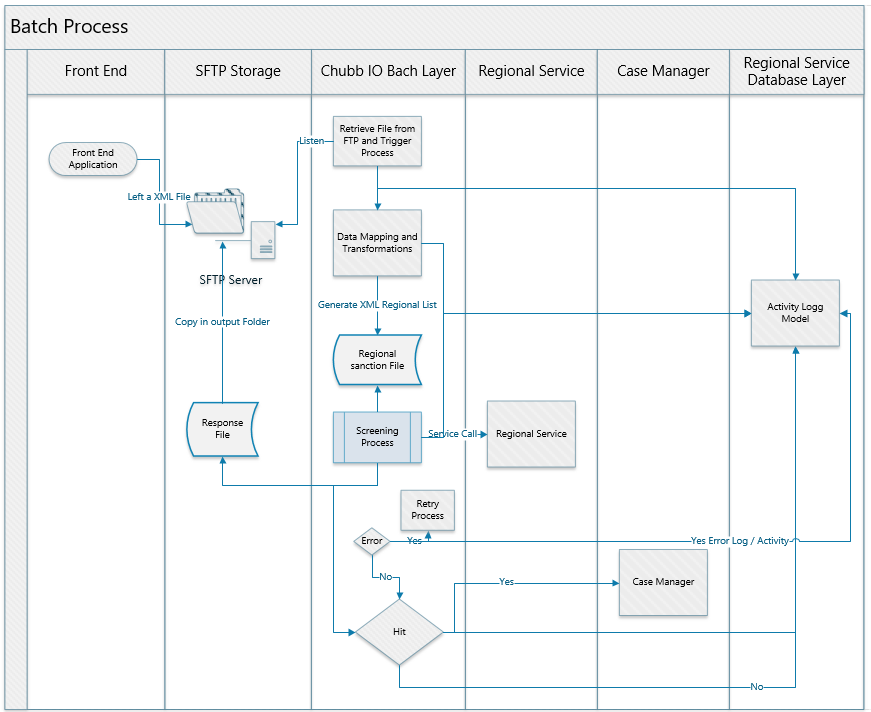 Batch Process
Front End
SFTP Storage
Chubb IO Bach Layer
Regional Service
Case Manager
Regional Service
Database Layer
Retrieve File from
FTP and Trigger
Process
Listen
Front End
Application
Left a XML File
Data Mapping and
Transformations
SFTP Server
Generate XML Regional List
Activity Logg
Model
Copy in output Folder
Regional
sanction File
Response
File
Screening
Process
Service Call
Regional Service
Retry
Process
Error
Yes
Yes Error Log / Activity
No
Yes
Case Manager
Hit
No